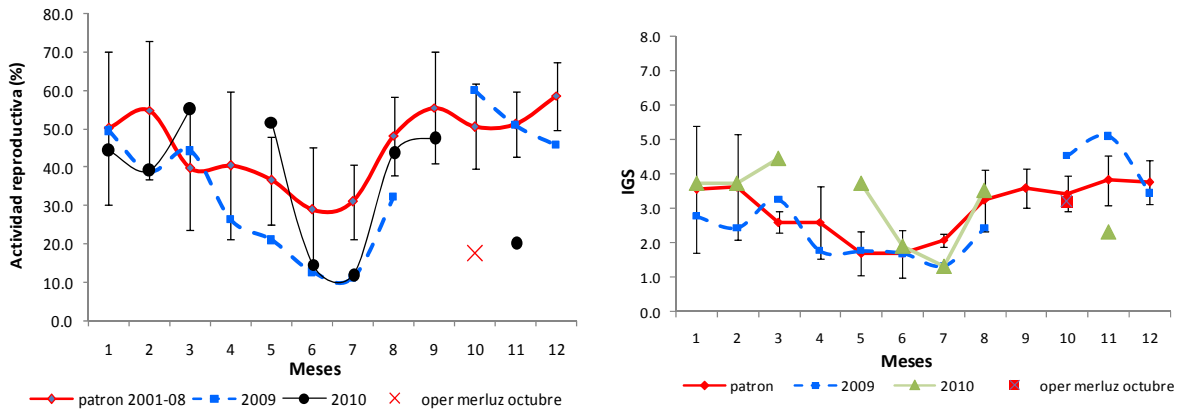 Actividad reproductiva (%)
80.0
70.0
60.0
50.0
40.0
30.0
20.0
10.0
0.0
1 2 3 4 5 6 7 8 9 10 11 12
Meses
patron 2001-08 2009 2010 oper merluz octubre
IGS
8.0
7.0
6.0
5.0
4.0
3.0
2.0
1.0
0.0
1 2 3 4 5 6 7 8 9 10 11 12
Meses
patron 2009 2010 oper merluz octubre